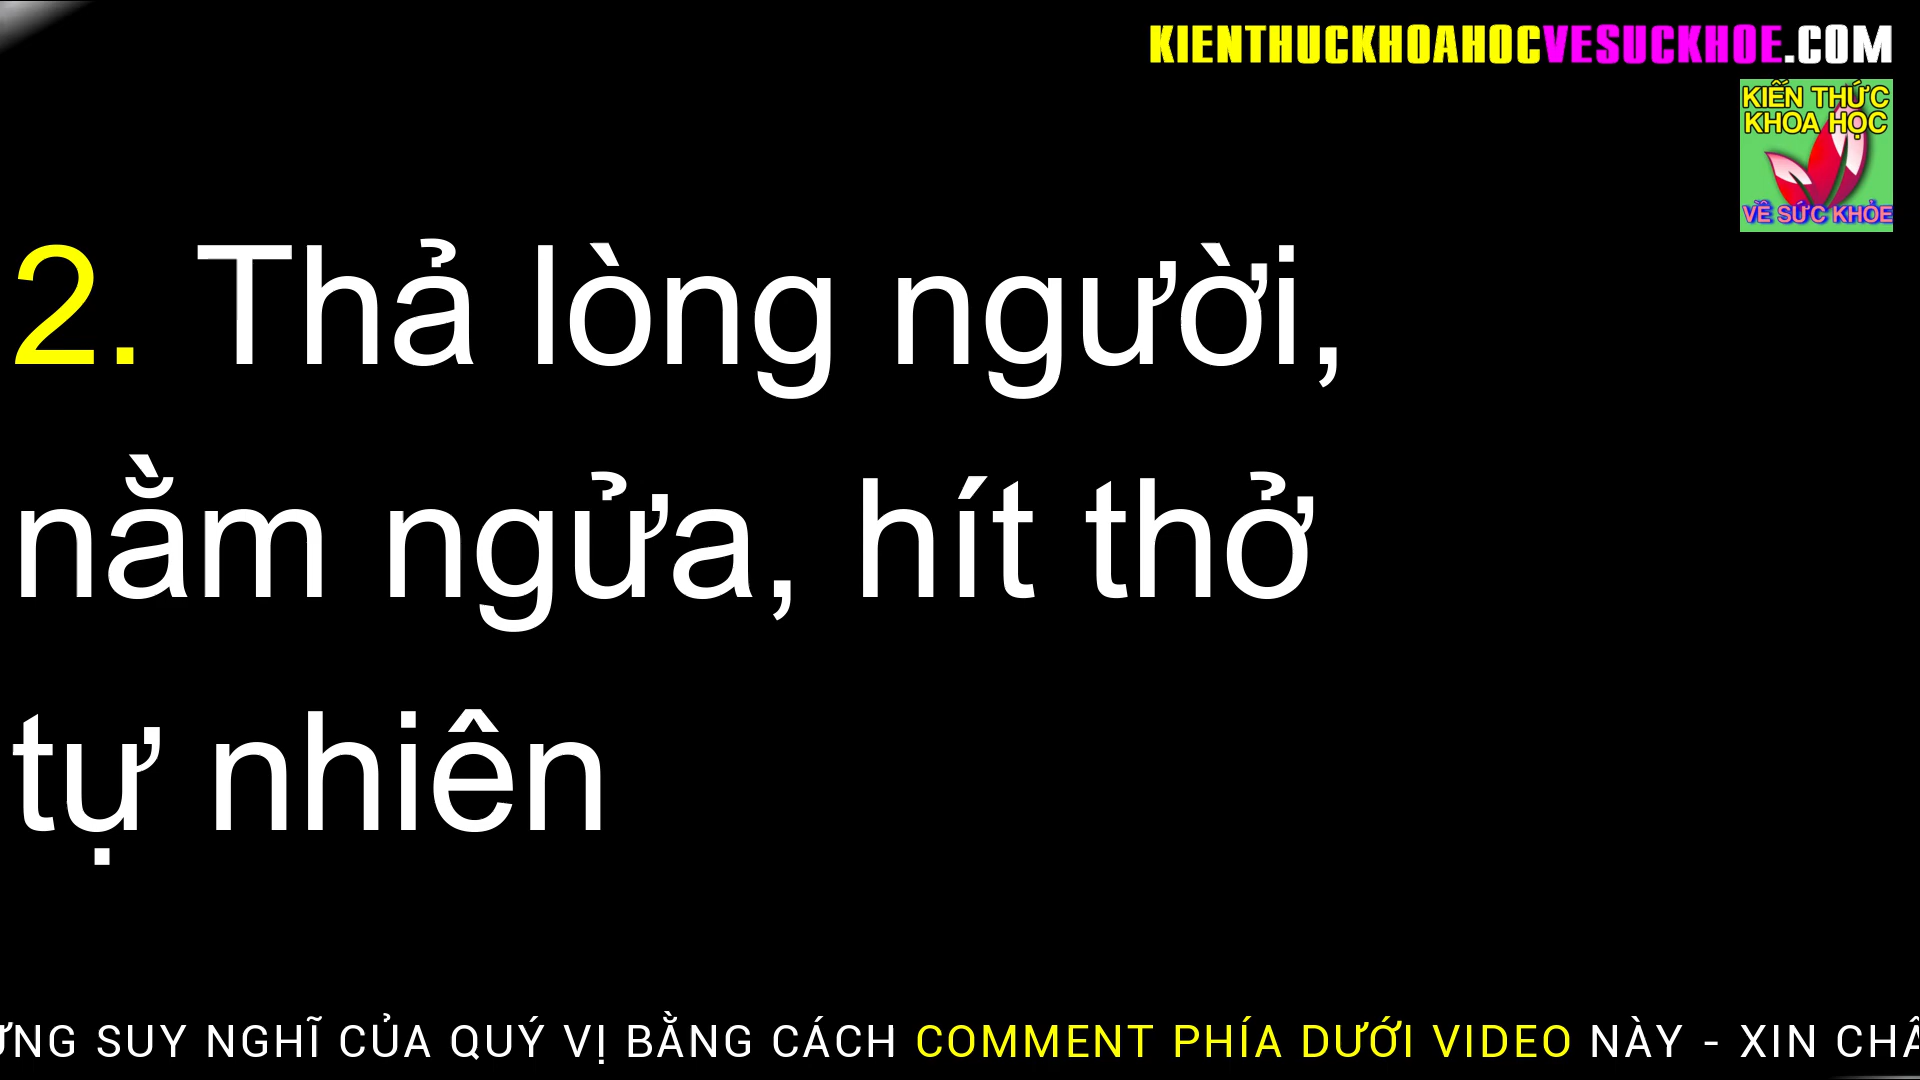 KIENTHUCKHOAHOCVESUCKHOE.COM
KIẾN THỨC
KHOA HỌC
VỀ SỨC KHỎE
2. Thả lòng người,
nằm ngửa, hít thở
tự nhiên
SUY NGHĨ CỦA QUÝ VỊ BẰNG CÁCH COMMENT PHÍA DƯỚI VIDEO NÀY - XIN